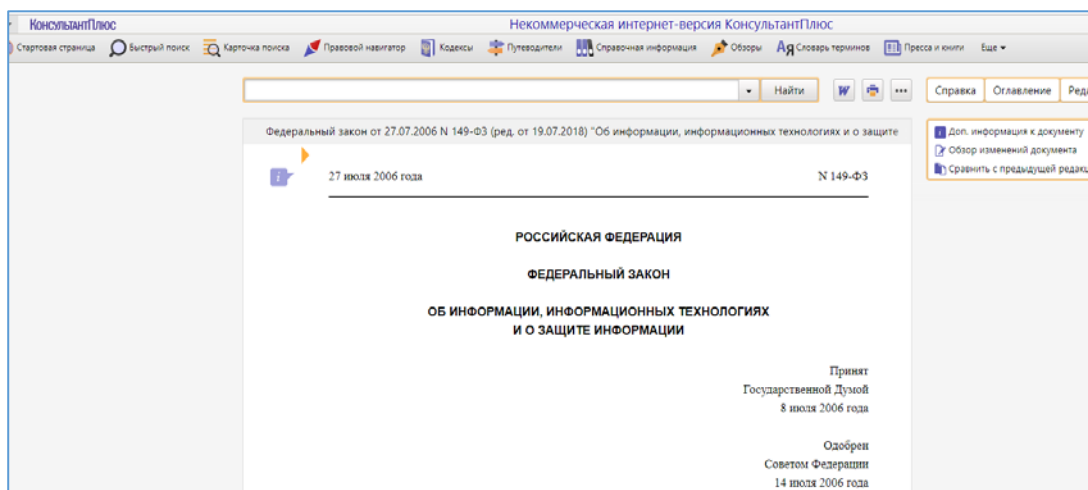 КонсультантПлюс Некоммерческая интернет-версия КонсультантПлюс
Стартовая страница Быстрый поиск Карточка поиска Правовой навигатор Кодексы Путеводители Справочная информация Обзоры Словарь терминов Пресса и книги Еще
Найти Справка Оглавление
Федеральный закон от 27.07.2006 N 149-ФЗ (ред. от 19.07.2018) "Об информации, информационных технологиях и о защите
Доп. информация к документу
Обзор изменений документа
Сравнить с предыдущей
27 июля 2006 года N 149-ФЗ
РОССИЙСКАЯ ФЕДЕРАЦИЯ
ФЕДЕРАЛЬНЫЙ ЗАКОН
ОБ ИНФОРМАЦИИ, ИНФОРМАЦИОННЫХ ТЕХНОЛОГИЯХ
И О ЗАЩИТЕ ИНФОРМАЦИИ
Принят
Государственной Думой
8 июля 2006 года
Одобрен
Советом Федерации
14 июля 2006 года